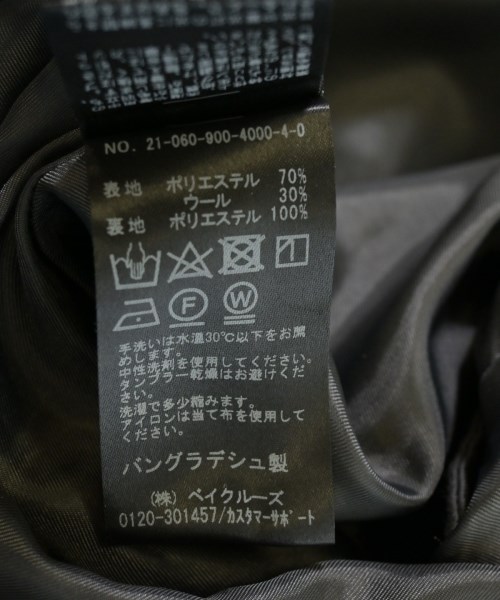 NO. 21-060-900-4000-4-0
表地 ポリエステル 70%
ウール 30%
裏地 ポリエステル 100%
F W
手洗いは水温30℃以下をお薦
めします。
中性洗剤を使用してください。
タンブラー乾燥はお避けくだ
さい。
洗濯で多少縮みます。
アイロンは当て布を使用して
ください。
バングラデシュ製
(株) ベイクルーズ
0120-301457/カスタマーサポート